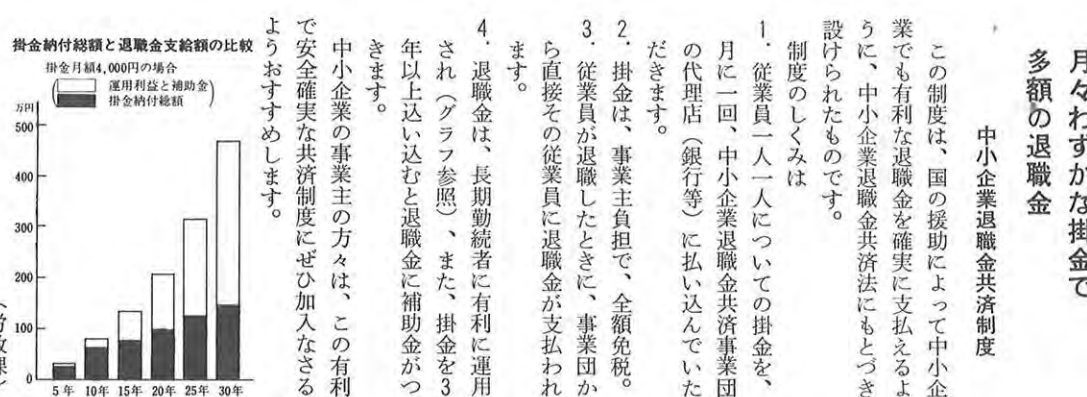 月々わずかな掛金で
多額の退職金
中小企業退職金共済制度
この制度は、国の援助によって中小企
業でも有利な退職金を確実に支払えるよ
うに、中小企業退職金共済法にもとづき
設けられたものです。
制度のしくみは
1. 従業員一人一人についての掛金を、
月に一回、中小企業退職金共済事業団
の代理店（銀行等）に払い込んでいた
だきます。
2. 掛金は、事業主負担で、全額免税。
3. 従業員が退職したときに、事業団か
ら直接その従業員に退職金が支払われ
ます。
4. 退職金は、長期勤続者に有利に運用
され（グラフ参照）、また、掛金を3
年以上込い込むと退職金に補助金がつ
きます。
中小企業の事業主の方々は、この有利
で安全確実な共済制度にぜひ加入なさる
ようおすすめします。
掛金納付総額と退職金支給額の比較
掛金月額4,000円の場合
運用利益と補助金
掛金納付総額
万円
500
400
300
200
100
0
5年 10年 15年 20年 25年 30年